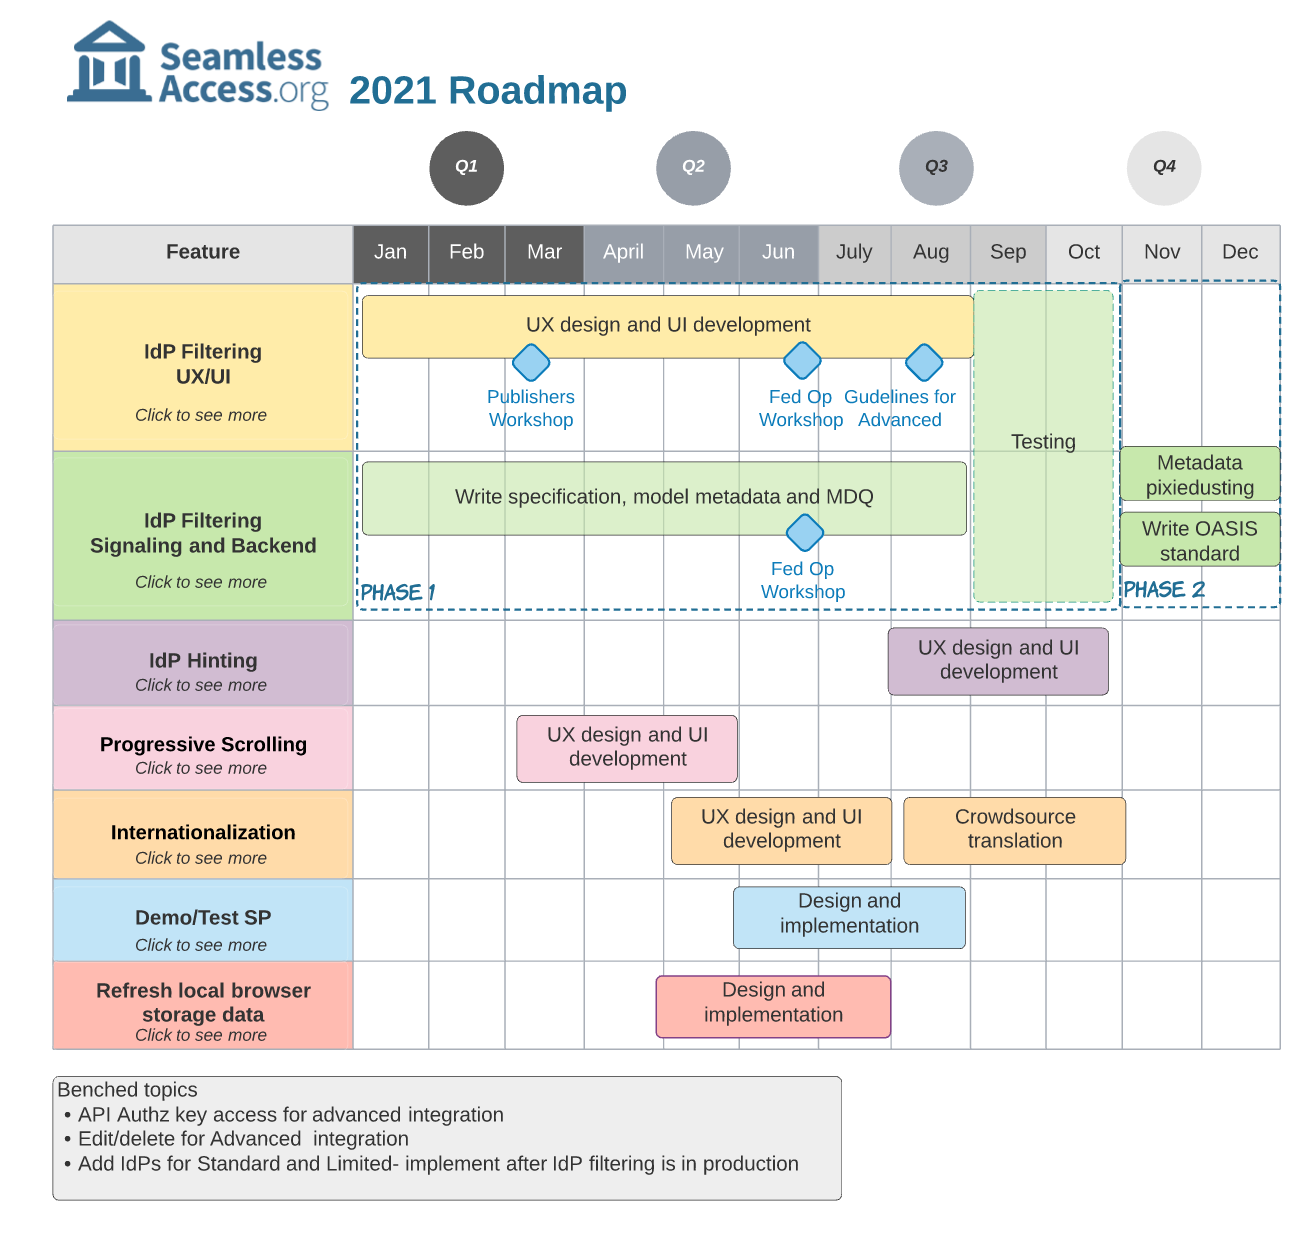 Seamless
Access.org
2021 Roadmap
Q1
Q2
Q3
Q4
Feature
Jan
Feb
Mar
April
May
Jun
July
Aug
Sep
Oct
Nov
Dec
IdP Filtering
UX/UI
Click to see more
UX design and UI development
Publishers
Workshop
Fed Op
Workshop
Gudelines for
Advanced
Testing
IdP Filtering
Signaling and Backend
Click to see more
Write specification, model metadata and MDQ
Fed Op
Workshop
PHASE 1
Metadata
pixiedusting
Write OASIS
standard
PHASE 2
IdP Hinting
Click to see more
UX design and UI
development
Progressive Scrolling
Click to see more
UX design and UI
development
Internationalization
Click to see more
UX design and UI
development
Crowdsource
translation
Demo/Test SP
Click to see more
Design and
implementation
Refresh local browser
storage data
Click to see more
Design and
implementation
Benched topics
• API Authz key access for advanced integration
• Edit/delete for Advanced  integration
• Add IdPs for Standard and Limited- implement after IdP filtering is in production